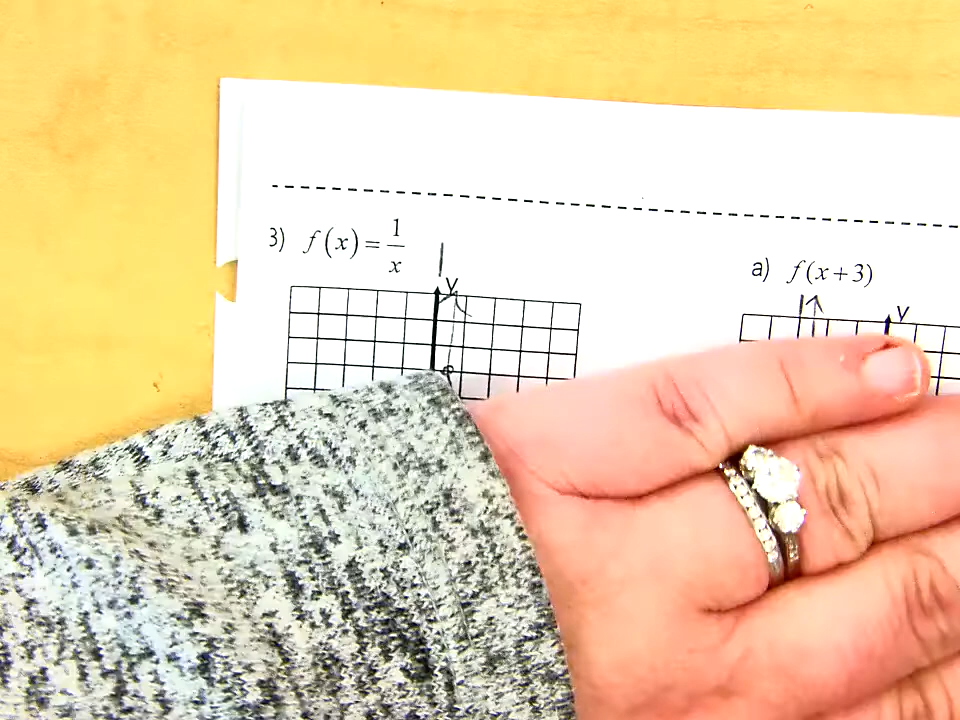 3) f(x) = 1/x
y
a) f(x+3)
y